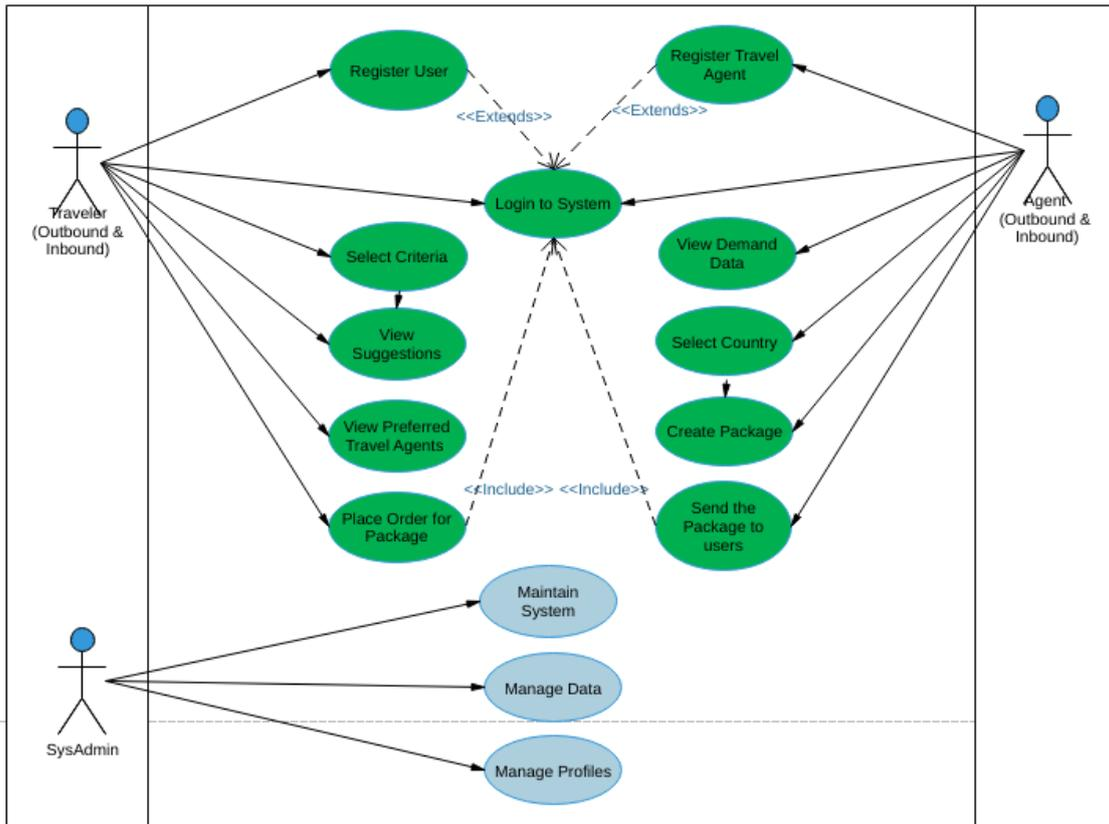 Register User
Register Travel
Agent
<<Extends>>
<<Extends>>
Traveler
(Outbound &
Inbound)
Agent
(Outbound &
Inbound)
Login to System
Select Criteria
View Demand
Data
View
Suggestions
Select Country
View Preferred
Travel Agents
Create Package
<<Include>>
<<Include>>
Place Order for
Package
Send the
Package to
users
Maintain
System
Manage Data
SysAdmin
Manage Profiles